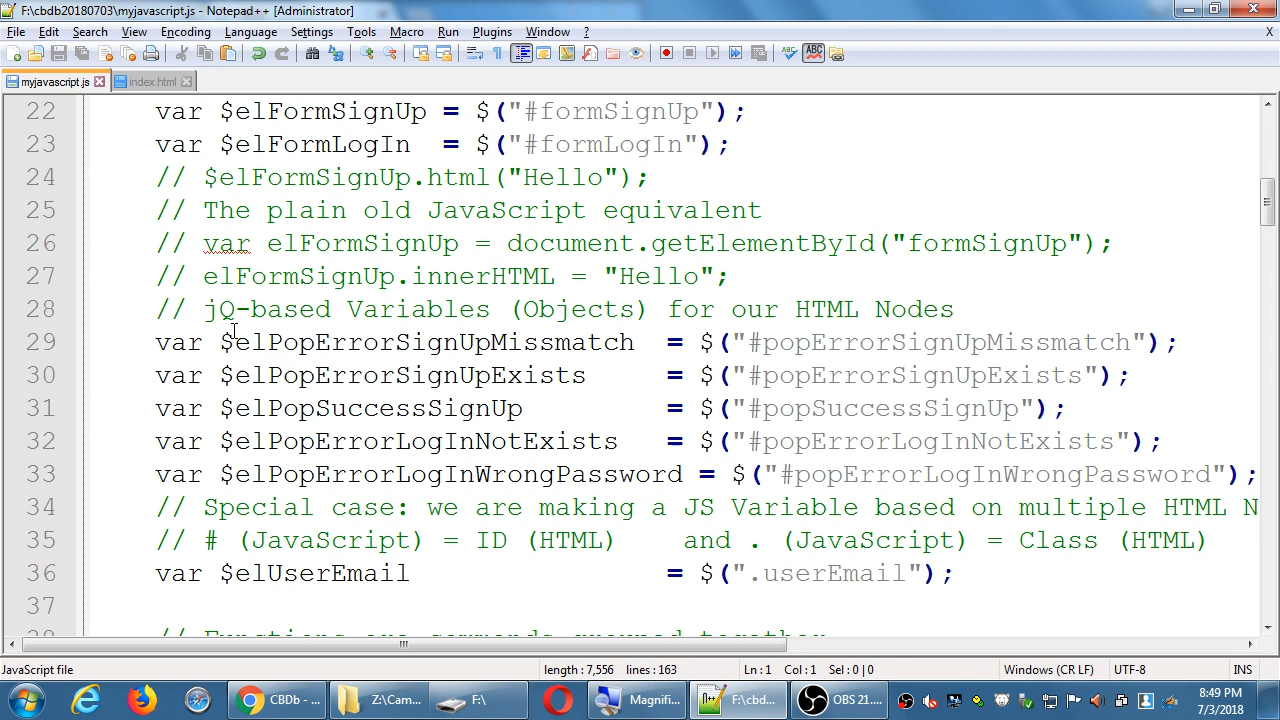 F:\cbdb20180703\myjavascript.js - Notepad++ [Administrator]
File Edit Search View Encoding Language Settings Tools Macro Run Plugins Window ? X
myjavascript.js index.html
22 var $elFormSignUp = $("#formSignUp");
23 var $elFormLogIn = $("#formLogIn");
24 // $elFormSignUp.html("Hello");
25 // The plain old JavaScript equivalent
26 // var elFormSignUp = document.getElementById("formSignUp");
27 // elFormSignUp.innerHTML = "Hello";
28 // jQ-based Variables (Objects) for our HTML Nodes
29 var $elPopErrorSignUpMissmatch = $("#popErrorSignUpMissmatch");
30 var $elPopErrorSignUpExists = $("#popErrorSignUpExists");
31 var $elPopSuccessSignUp = $("#popSuccessSignUp");
32 var $elPopErrorLogInNotExists = $("#popErrorLogInNotExists");
33 var $elPopErrorLogInWrongPassword = $("#popErrorLogInWrongPassword");
34 // Special case: we are making a JS Variable based on multiple HTML N
35 // # (JavaScript) = ID (HTML) and . (JavaScript) = Class (HTML)
36 var $elUserEmail = $(".userEmail");
37
JavaScript file length : 7,556 lines : 163 Ln : 1 Col : 1 Sel : 0 | 0 Windows (CR LF) UTF-8 INS
CBDb - ... Z:\Cam... F:\ Magnifi... F:\cbd... OBS 21.... 8:49 PM
7/3/2018